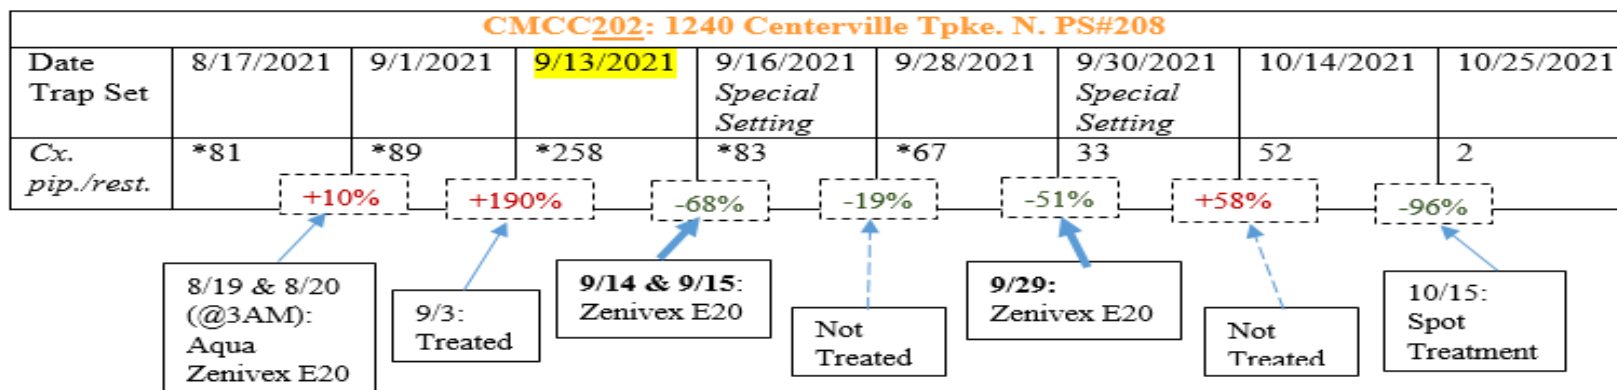 CMCC202: 1240 Centerville Tpke. N. PS#208
Date Trap Set 8/17/2021 9/1/2021 9/13/2021 9/16/2021 Special Setting 9/28/2021 9/30/2021 Special Setting 10/14/2021 10/25/2021
Cx. pip./rest. *81 *89 *258 *83 *67 33 52 2
+10% +190% -68% -19% -51% +58% -96%
8/19 & 8/20
(@3AM):
Aqua
Zenivex E20
9/3:
Treated
9/14 & 9/15:
Zenivex E20
Not
Treated
9/29:
Zenivex E20
Not
Treated
10/15:
Spot
Treatment